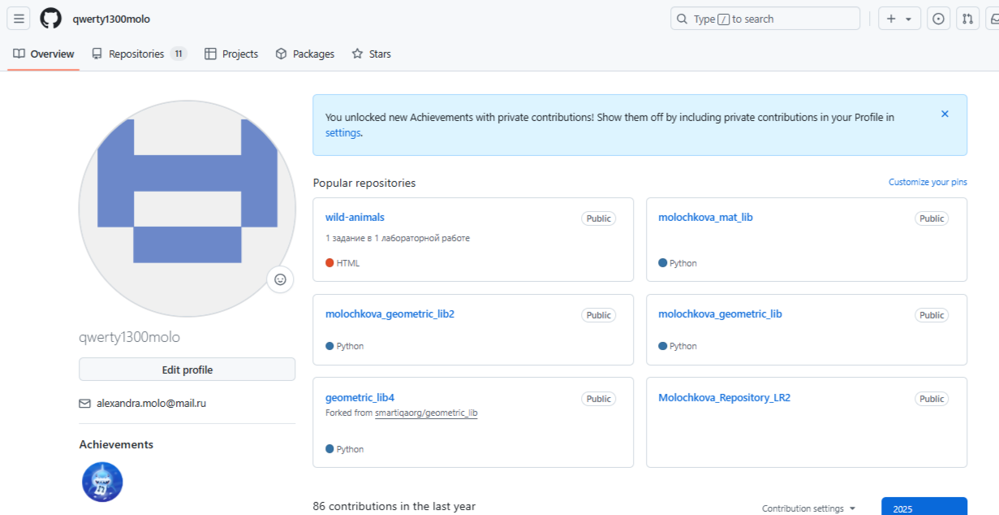 qwerty1300molo
Type / to search
Overview
Repositories 11
Projects
Packages
Stars
You unlocked new Achievements with private contributions! Show them off by including private contributions in your Profile in
settings.
Popular repositories
Customize your pins
wild-animals
Public
1 задание в 1 лабораторной работе
HTML
molochkova_mat_lib
Public
Python
molochkova_geometric_lib2
Public
Python
molochkova_geometric_lib
Public
Python
geometric_lib4
Public
Forked from smartiqaorg/geometric_lib
Python
Molochkova_Repository_LR2
Public
qwerty1300molo
Edit profile
alexandra.molo@mail.ru
Achievements
86 contributions in the last year
Contribution settings
2025